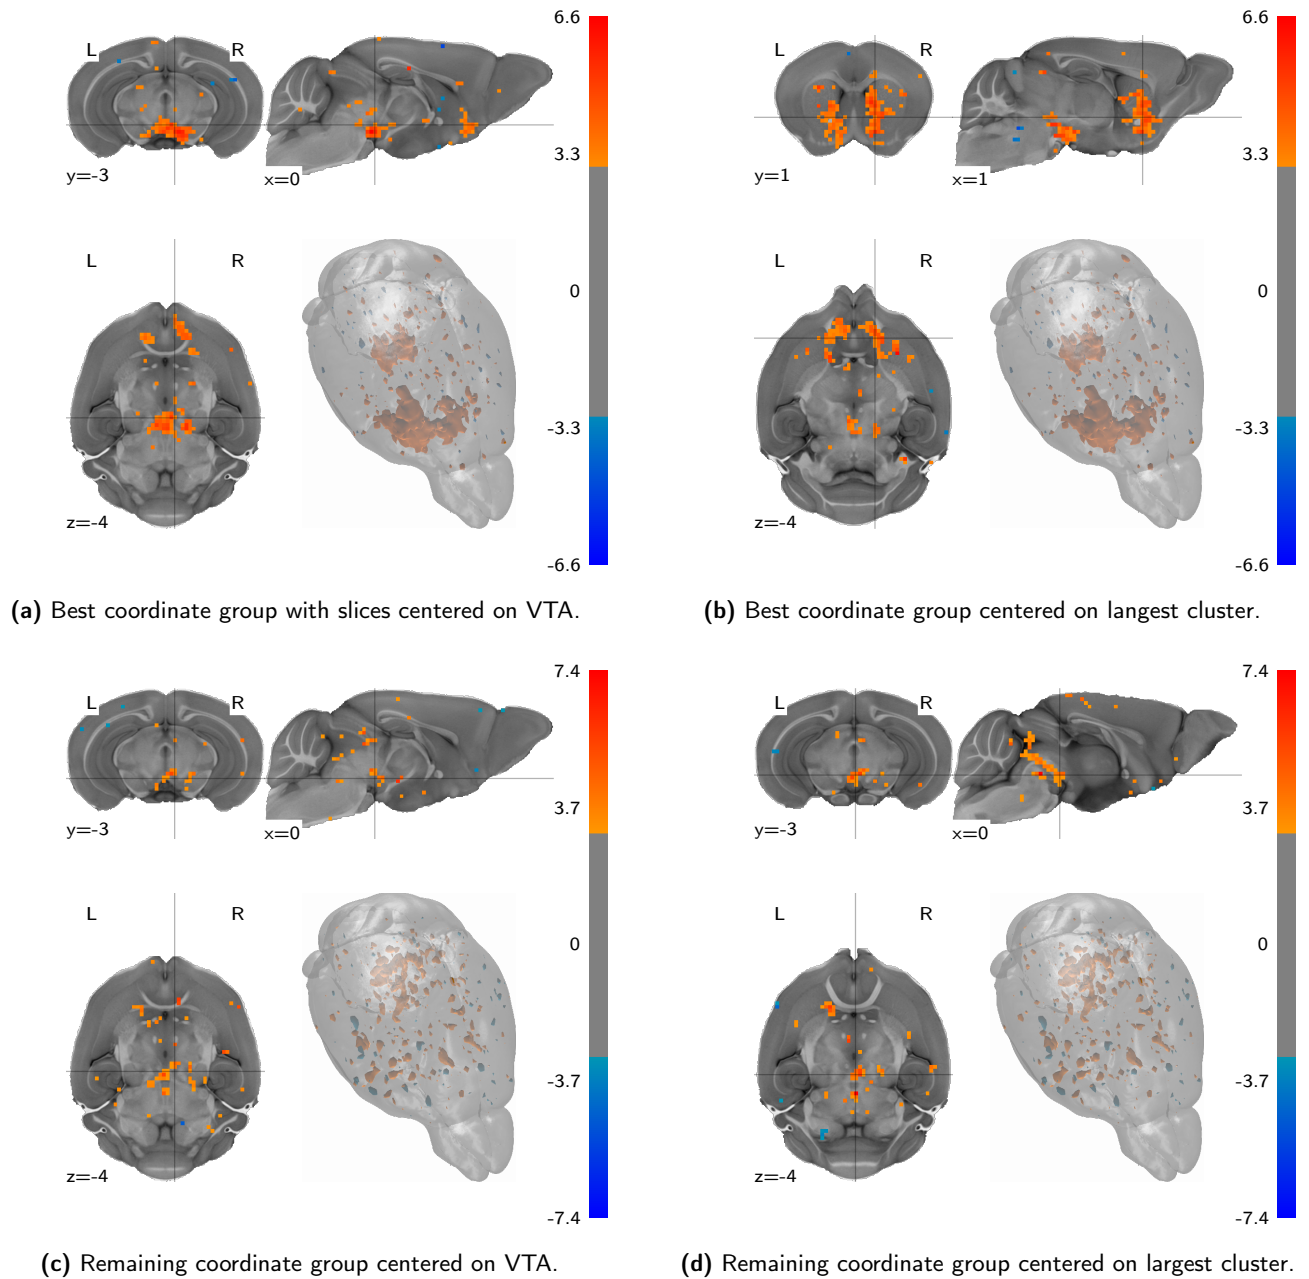 6.6
L R
3.3
y=-3 x=0
0
L R
-3.3
z=-4
-6.6
(a) Best coordinate group with slices centered on VTA.
6.6
L R
3.3
y=1 x=1
0
L R
-3.3
z=-4
-6.6
(b) Best coordinate group centered on langest cluster.
7.4
L R
3.7
y=-3 x=0
0
L R
-3.7
z=-4
-7.4
(c) Remaining coordinate group centered on VTA.
7.4
L R
3.7
y=-3 x=0
0
L R
-3.7
z=-4
-7.4
(d) Remaining coordinate group centered on largest cluster.